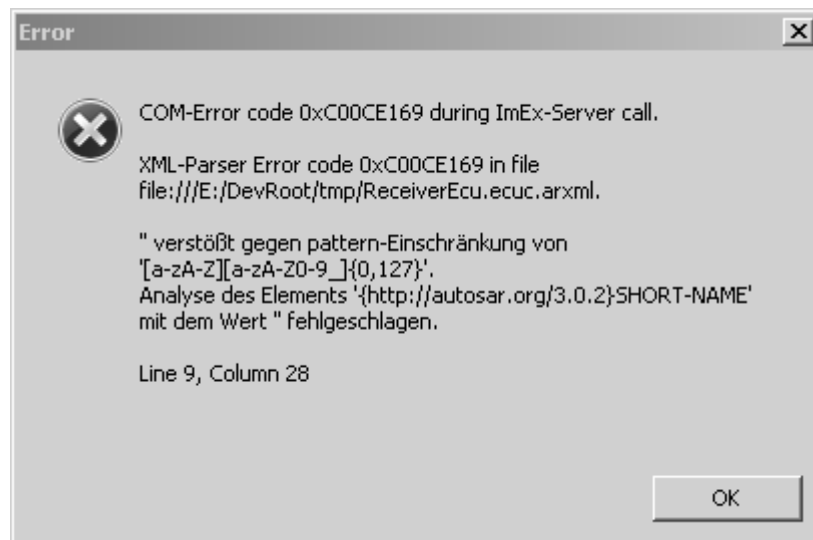 Error
COM-Error code 0xC00CE169 during ImEx-Server call.
XML-Parser Error code 0xC00CE169 in file
file:///E:/DevRoot/tmp/ReceiverEcu.ecuc.arxml.
'' verstößt gegen pattern-Einschränkung von
'[a-zA-Z][a-zA-Z0-9_]{0,127}'.
Analyse des Elements '{http://autosar.org/3.0.2}SHORT-NAME'
mit dem Wert '' fehlgeschlagen.
Line 9, Column 28
OK